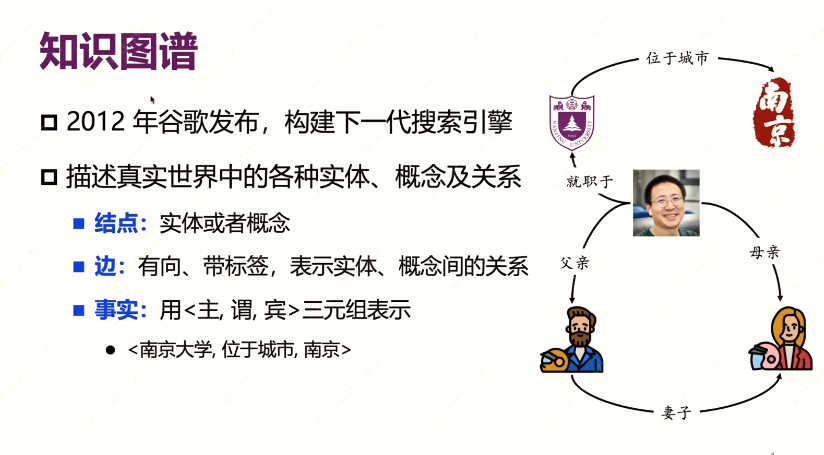 知识图谱
2012 年谷歌发布，构建下一代搜索引擎
描述真实世界中的各种实体、概念及关系
结点：实体或者概念
边：有向、带标签，表示实体、概念间的关系
事实：用<主, 谓, 宾>三元组表示
<南京大学, 位于城市, 南京>
位于城市
南京
NANJING UNIVERSITY
就职于
父亲
母亲
妻子